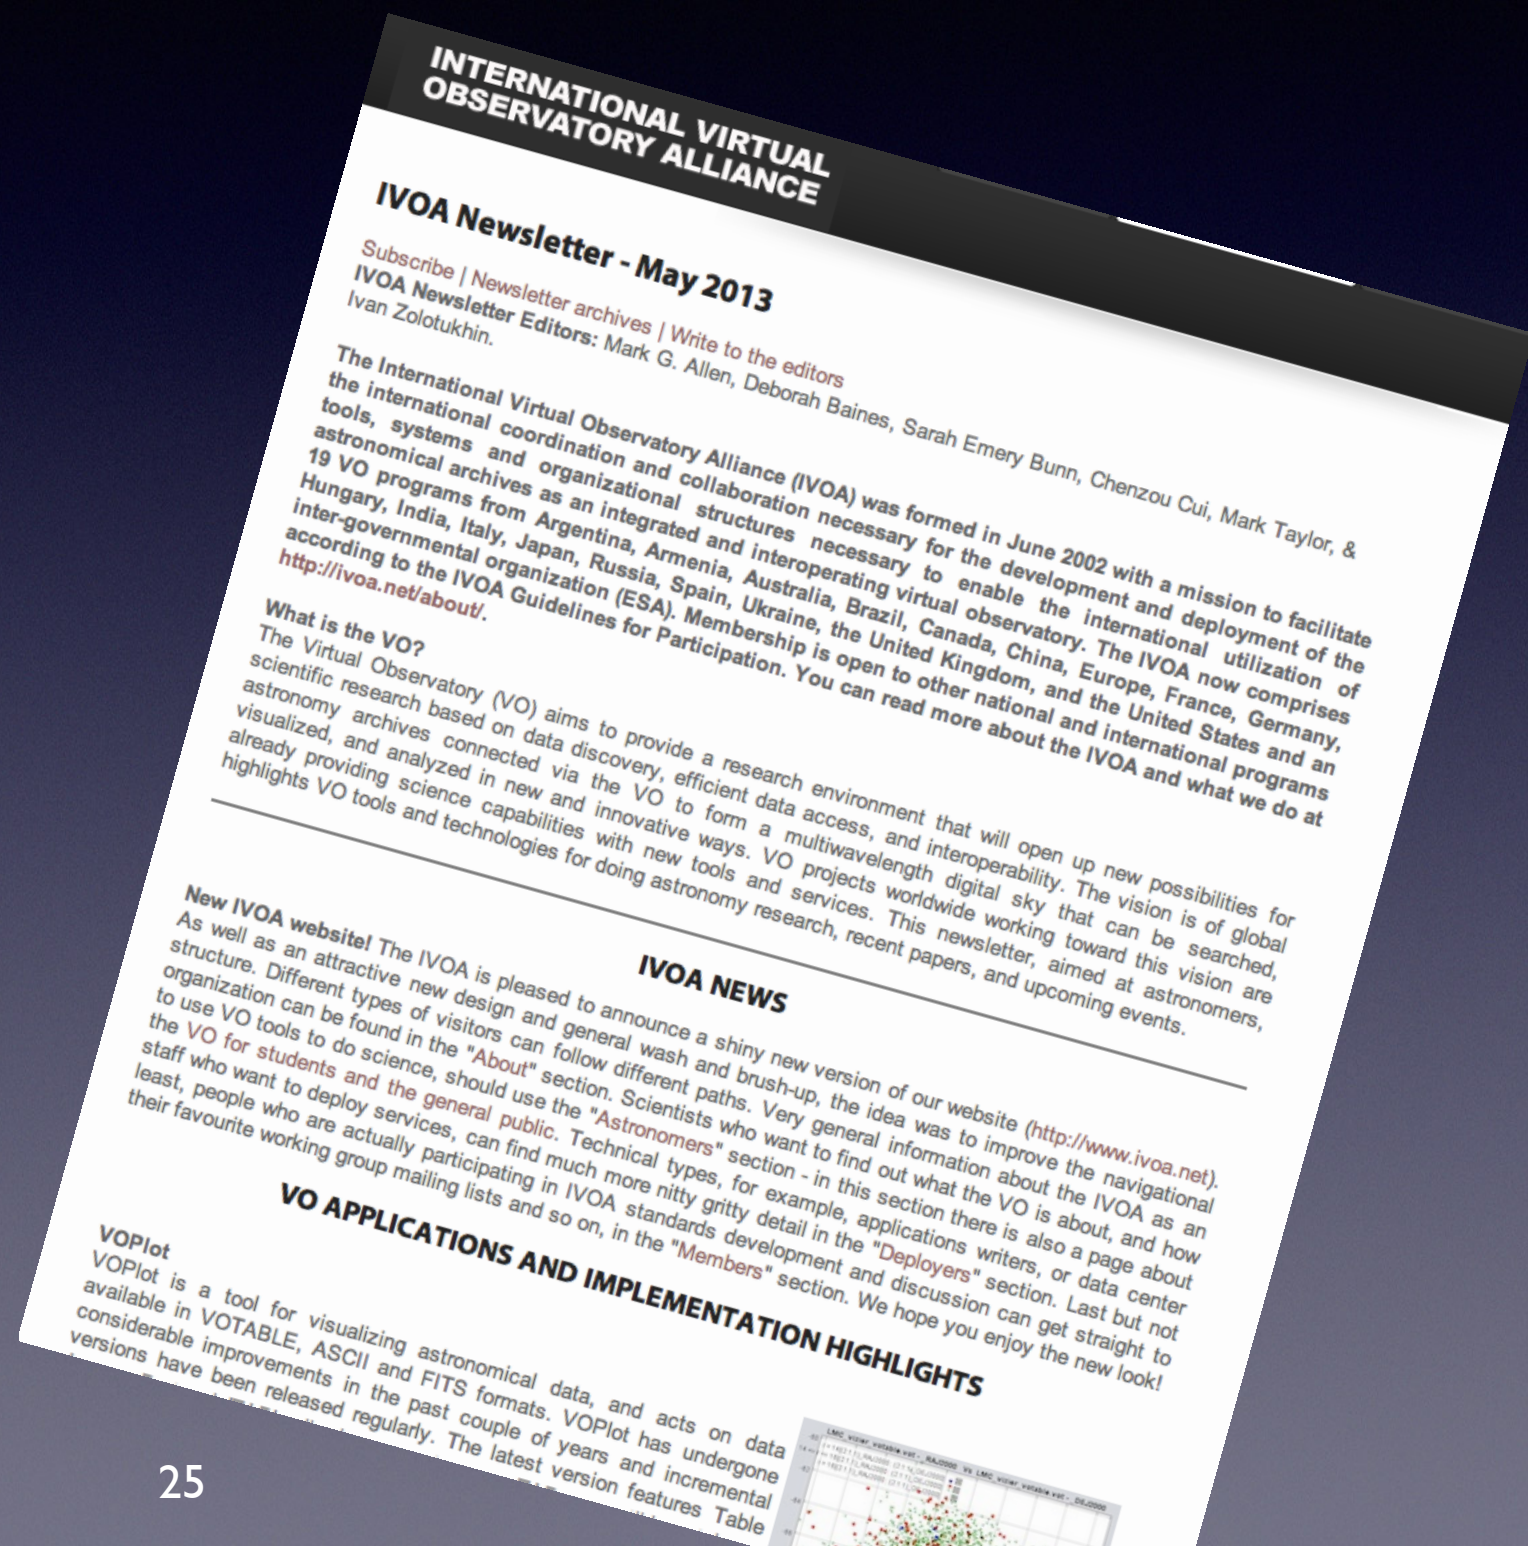 INTERNATIONAL VIRTUAL
OBSERVATORY ALLIANCE
IVOA Newsletter - May 2013
Subscribe | Newsletter archives | Write to the editors
IVOA Newsletter Editors: Mark G. Allen, Deborah Baines, Sarah Emery Bunn, Chenzou Cui, Mark Taylor, &
Ivan Zolotukhin.
The International Virtual Observatory Alliance (IVOA) was formed in June 2002 with a mission to facilitate
the international coordination and collaboration necessary for the development and deployment of the
tools, systems and organizational structures necessary to enable the international utilization of
astronomical archives as an integrated and interoperating virtual observatory. The IVOA now comprises
19 VO programs from Argentina, Armenia, Australia, Brazil, Canada, China, Europe, France, Germany,
Hungary, India, Italy, Japan, Russia, Spain, Ukraine, the United Kingdom, and the United States and an
inter-governmental organization (ESA). Membership is open to other national and international programs
according to the IVOA Guidelines for Participation. You can read more about the IVOA and what we do at
http://ivoa.net/about/.
What is the VO?
The Virtual Observatory (VO) aims to provide a research environment that will open up new possibilities for
scientific research based on data discovery, efficient data access, and interoperability. The vision is of global
astronomy archives connected via the VO to form a multiwavelength digital sky that can be searched,
visualized, and analyzed in new and innovative ways. VO projects worldwide working toward this vision are
already providing science capabilities with new tools and services. This newsletter, aimed at astronomers,
highlights VO tools and technologies for doing astronomy research, recent papers, and upcoming events.
IVOA NEWS
New IVOA website! The IVOA is pleased to announce a shiny new version of our website (http://www.ivoa.net).
As well as an attractive new design and general wash and brush-up, the idea was to improve the navigational
structure. Different types of visitors can follow different paths. Very general information about the IVOA as an
organization can be found in the "About" section. Scientists who want to find out what the VO is about, and how
to use VO tools to do science, should use the "Astronomers" section - in this section there is also a page about
the VO for students and the general public. Technical types, for example, applications writers, or data center
staff who want to deploy services, can find much more nitty gritty detail in the "Deployers" section. Last but not
least, people who are actually participating in IVOA standards development and discussion can get straight to
their favourite working group mailing lists and so on, in the "Members" section. We hope you enjoy the new look!
VO APPLICATIONS AND IMPLEMENTATION HIGHLIGHTS
VOPlot
VOPlot is a tool for visualizing astronomical data, and acts on data
available in VOTABLE, ASCII and FITS formats. VOPlot has undergone
considerable improvements in the past couple of years and incremental
versions have been released regularly. The latest version features Table
LMC_vizier_votable.vot - _RAJ2000 Vs LMC_vizier_votable.vot - _DEJ2000
25